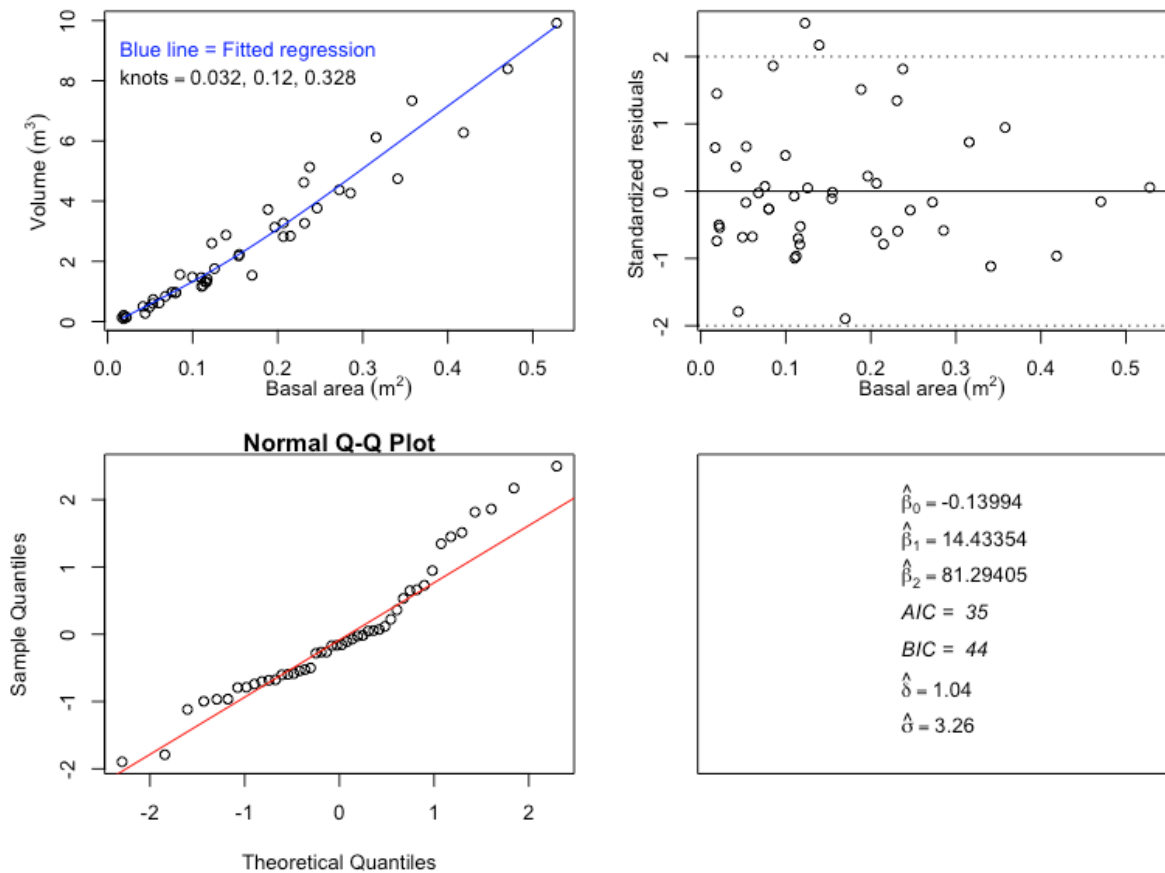 Blue line = Fitted regression
knots = 0.032, 0.12, 0.328
Volume (m³)
10
8
6
4
2
0
0.0 0.1 0.2 0.3 0.4 0.5
Basal area (m²)
Standardized residuals
2
1
0
-1
-2
0.0 0.1 0.2 0.3 0.4 0.5
Basal area (m²)
Normal Q-Q Plot
Sample Quantiles
2
1
0
-1
-2
-2 -1 0 1 2
Theoretical Quantiles
β̂₀ = -0.13994
β̂₁ = 14.43354
β̂₂ = 81.29405
AIC = 35
BIC = 44
δ̂ = 1.04
σ̂ = 3.26